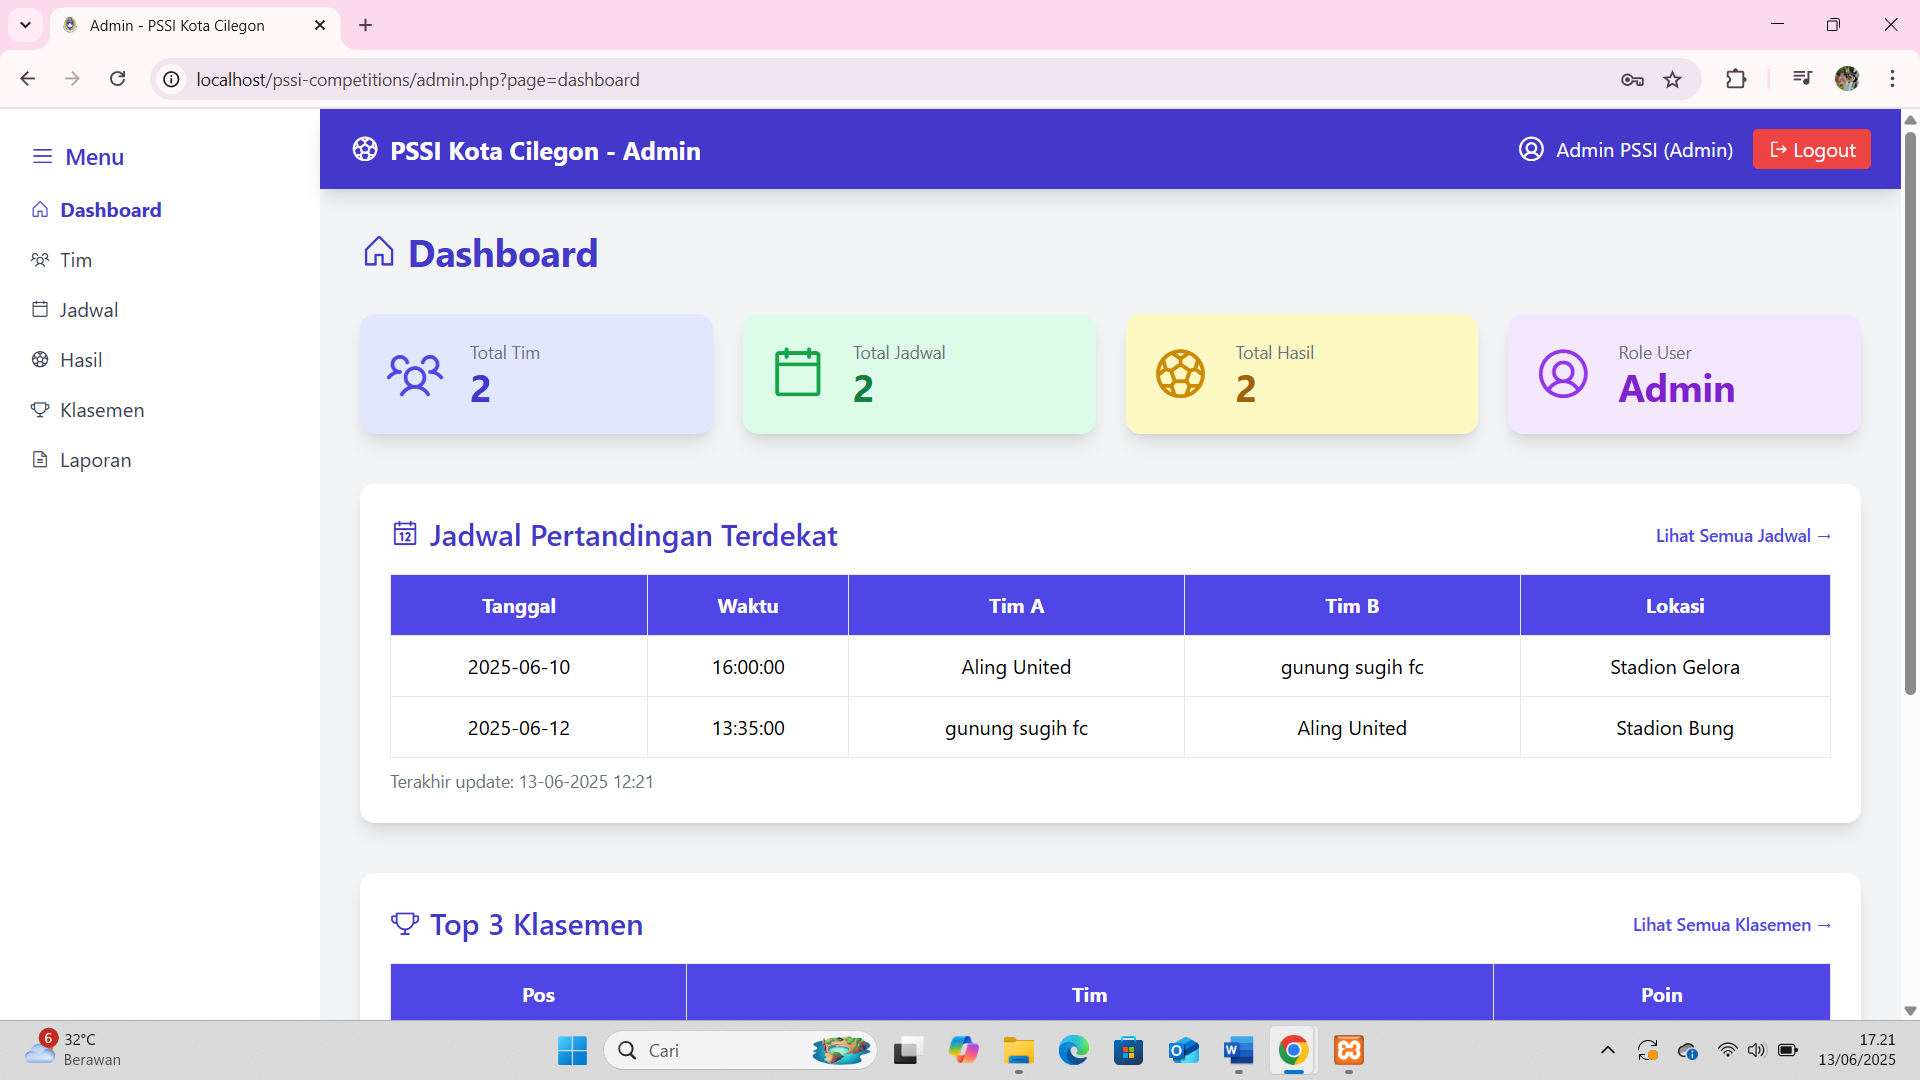 Admin - PSSI Kota Cilegon
localhost/pssi-competitions/admin.php?page=dashboard
Menu
Dashboard
Tim
Jadwal
Hasil
Klasemen
Laporan
PSSI Kota Cilegon - Admin
Admin PSSI (Admin)
Logout
Dashboard
Total Tim
2
Total Jadwal
2
Total Hasil
2
Role User
Admin
12 Jadwal Pertandingan Terdekat
Lihat Semua Jadwal →
Tanggal Waktu Tim A Tim B Lokasi
2025-06-10 16:00:00 Aling United gunung sugih fc Stadion Gelora
2025-06-12 13:35:00 gunung sugih fc Aling United Stadion Bung
Terakhir update: 13-06-2025 12:21
Top 3 Klasemen
Lihat Semua Klasemen →
Pos Tim Poin
6
32°C
Berawan
Cari
17.21
13/06/2025